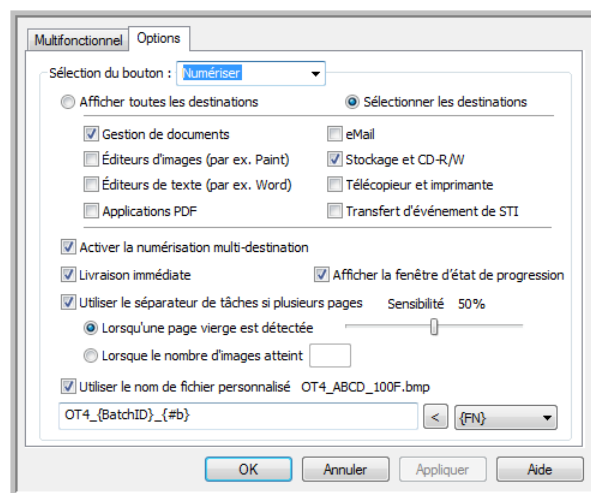 Multifonctionnel Options
Sélection du bouton : Numériser
Afficher toutes les destinations Sélectionner les destinations
Gestion de documents eMail
Éditeurs d'images (par ex. Paint) Stockage et CD-R/W
Éditeurs de texte (par ex. Word) Télécopieur et imprimante
Applications PDF Transfert d'événement de STI
Activer la numérisation multi-destination
Livraison immédiate Afficher la fenêtre d'état de progression
Utiliser le séparateur de tâches si plusieurs pages Sensibilité 50%
Lorsqu'une page vierge est détectée
Lorsque le nombre d'images atteint
Utiliser le nom de fichier personnalisé OT4_ABCD_100F.bmp
OT4_{BatchID}_{#b} < {FN}
OK Annuler Appliquer Aide